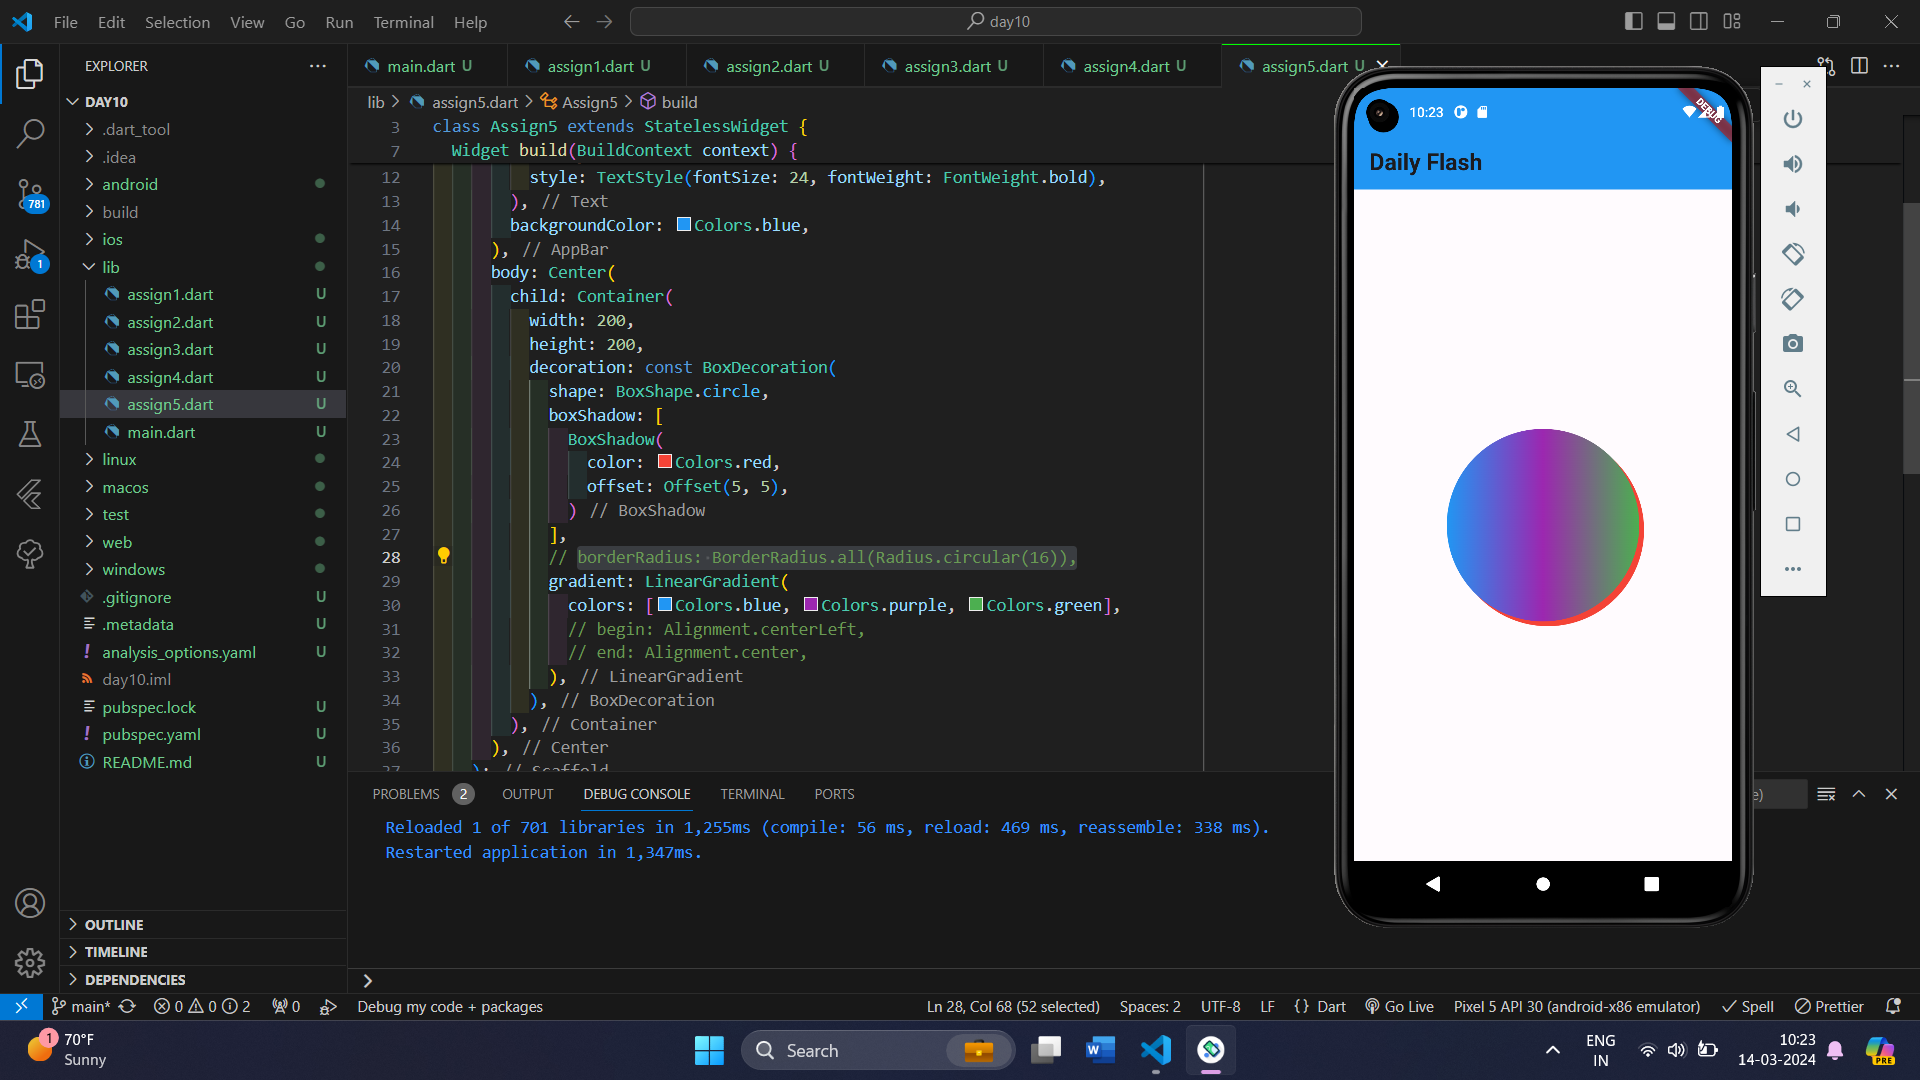 File Edit Selection View Go Run Terminal Help
day10
EXPLORER
DAY10
.dart_tool
.idea
android
build
ios
lib
assign1.dart U
assign2.dart U
assign3.dart U
assign4.dart U
assign5.dart U
main.dart U
linux
macos
test
web
windows
.gitignore U
.metadata U
analysis_options.yaml U
day10.iml
pubspec.lock U
pubspec.yaml U
README.md U
OUTLINE
TIMELINE
DEPENDENCIES
781
1
main.dart U assign1.dart U assign2.dart U assign3.dart U assign4.dart U assign5.dart U
lib > assign5.dart > Assign5 > build
3 class Assign5 extends StatelessWidget {
7 Widget build(BuildContext context) {
12 style: TextStyle(fontSize: 24, fontWeight: FontWeight.bold),
13 ), // Text
14 backgroundColor: Colors.blue,
15 ), // AppBar
16 body: Center(
17 child: Container(
18 width: 200,
19 height: 200,
20 decoration: const BoxDecoration(
21 shape: BoxShape.circle,
22 boxShadow: [
23 BoxShadow(
24 color: Colors.red,
25 offset: Offset(5, 5),
26 ) // BoxShadow
27 ],
28 // borderRadius: BorderRadius.all(Radius.circular(16)),
29 gradient: LinearGradient(
30 colors: [Colors.blue, Colors.purple, Colors.green],
31 // begin: Alignment.centerLeft,
32 // end: Alignment.center,
33 ), // LinearGradient
34 ), // BoxDecoration
35 ), // Container
36 ), // Center
37 ); // Scaffold
PROBLEMS 2 OUTPUT DEBUG CONSOLE TERMINAL PORTS
Reloaded 1 of 701 libraries in 1,255ms (compile: 56 ms, reload: 469 ms, reassemble: 338 ms).
Restarted application in 1,347ms.
10:23
DEBUG
Daily Flash
main* 0 0 2 0 Debug my code + packages
Ln 28, Col 68 (52 selected) Spaces: 2 UTF-8 LF {} Dart Go Live Pixel 5 API 30 (android-x86 emulator) Spell Prettier
1
70°F
Sunny
Search
ENG
IN
10:23
14-03-2024
PRE